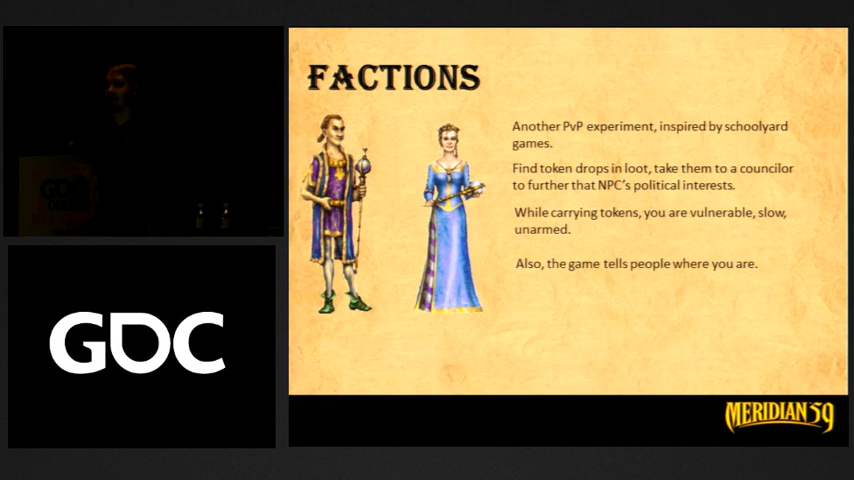 FACTIONS
Another PvP experiment, inspired by schoolyard
games.
Find token drops in loot, take them to a councilor
to further that NPC's political interests.
While carrying tokens, you are vulnerable, slow,
unarmed.
Also, the game tells people where you are.
GDC
MERIDIAN 59